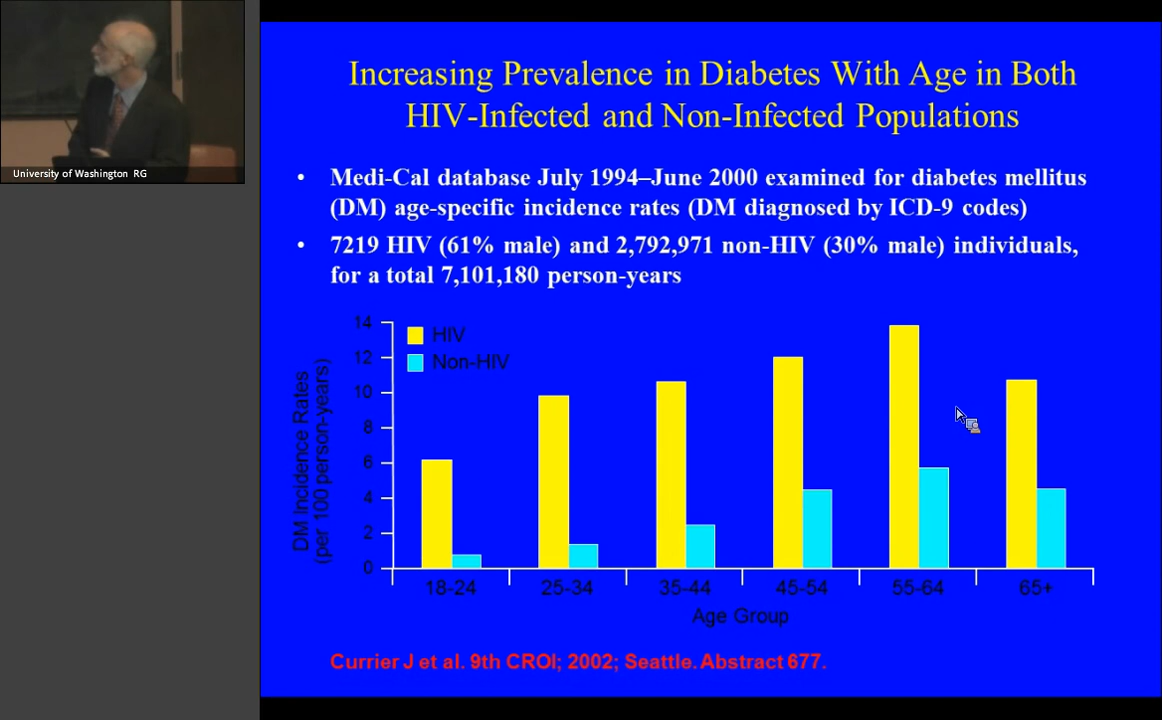 University of Washington RG
Increasing Prevalence in Diabetes With Age in Both
HIV-Infected and Non-Infected Populations
• Medi-Cal database July 1994–June 2000 examined for diabetes mellitus
(DM) age-specific incidence rates (DM diagnosed by ICD-9 codes)
• 7219 HIV (61% male) and 2,792,971 non-HIV (30% male) individuals,
for a total 7,101,180 person-years
DM Incidence Rates
(per 100 person-years)
14
12
10
8
6
4
2
0
HIV
Non-HIV
18-24 25-34 35-44 45-54 55-64 65+
Age Group
Currier J et al. 9th CROI; 2002; Seattle. Abstract 677.